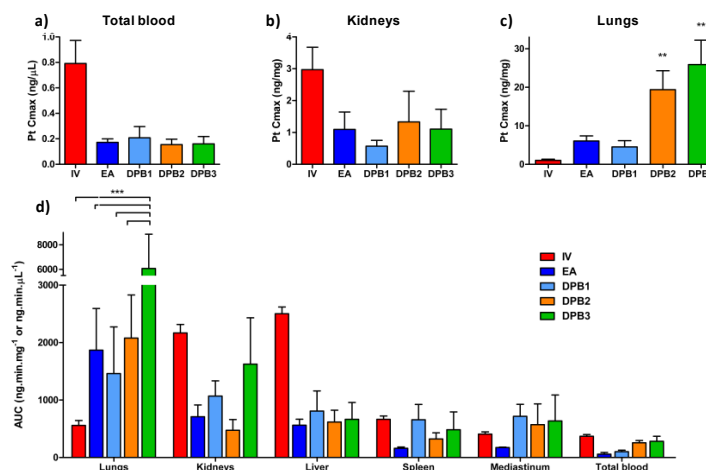 a) Total blood
Pt Cmax (ng/µL)
1.0
0.8
0.6
0.4
0.2
0.0
IV EA DPB1 DPB2 DPB3
b) Kidneys
Pt Cmax (ng/mg)
4
3
2
1
0
IV EA DPB1 DPB2 DPB3
c) Lungs
Pt Cmax (ng/mg)
30
20
10
0
**
**
IV EA DPB1 DPB2 DPB
d)
***
AUC (ng.min.mg-1 or ng.min.µL-1)
8000
6000
3000
2000
1000
0
IV
EA
DPB1
DPB2
DPB3
Lungs Kidneys Liver Spleen Mediastinum Total blood